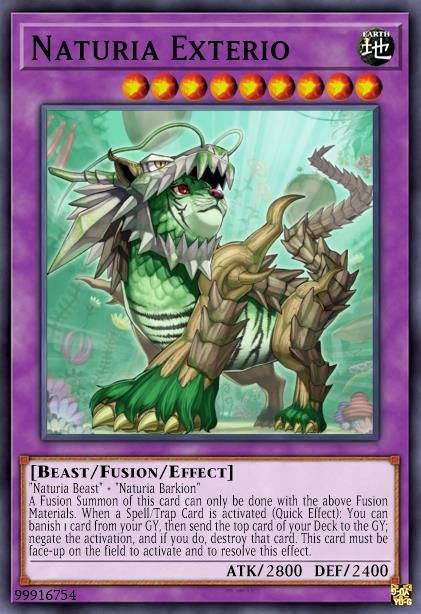 Naturia Exterio
EARTH
地
[Beast/Fusion/Effect]
"Naturia Beast" + "Naturia Barkion"
A Fusion Summon of this card can only be done with the above Fusion
Materials. When a Spell/Trap Card is activated (Quick Effect): You can
banish 1 card from your GY, then send the top card of your Deck to the GY;
negate the activation, and if you do, destroy that card. This card must be
face-up on the field to activate and to resolve this effect.
ATK/2800 DEF/2400
99916754